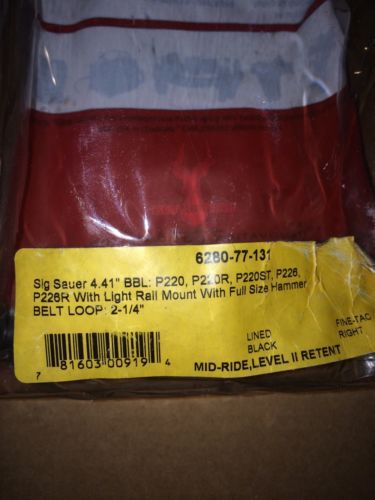 6280-77-131
Sig Sauer 4.41" BBL: P220, P220R, P220ST, P226,
P226R With Light Rail Mount With Full Size Hammer
BELT LOOP: 2-1/4"
LINED FINE-TAC
BLACK RIGHT
7 81603 00919 4
MID-RIDE,LEVEL II RETENT